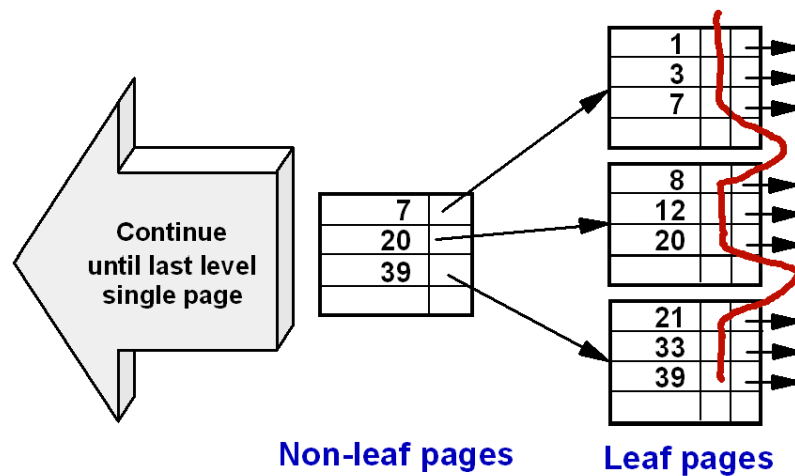 Continue
until last level
single page
7
20
39
1
3
7
8
12
20
21
33
39
Non-leaf pages
Leaf pages